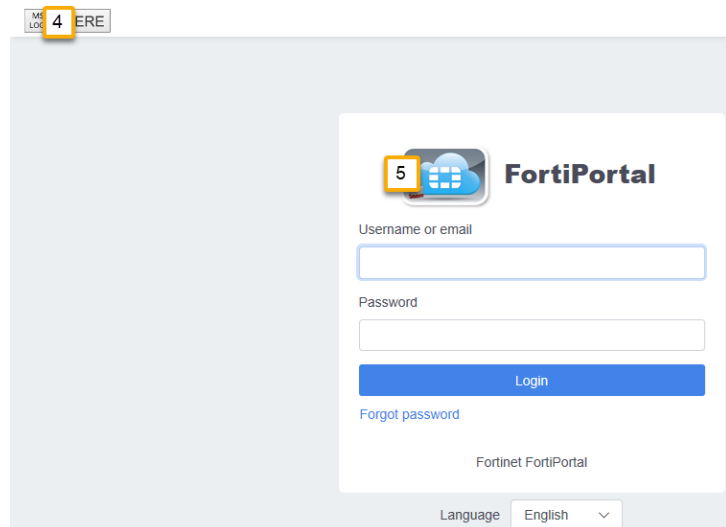 4 ERE
5
FortiPortal
Username or email
Password
Login
Forgot password
Fortinet FortiPortal
Language English